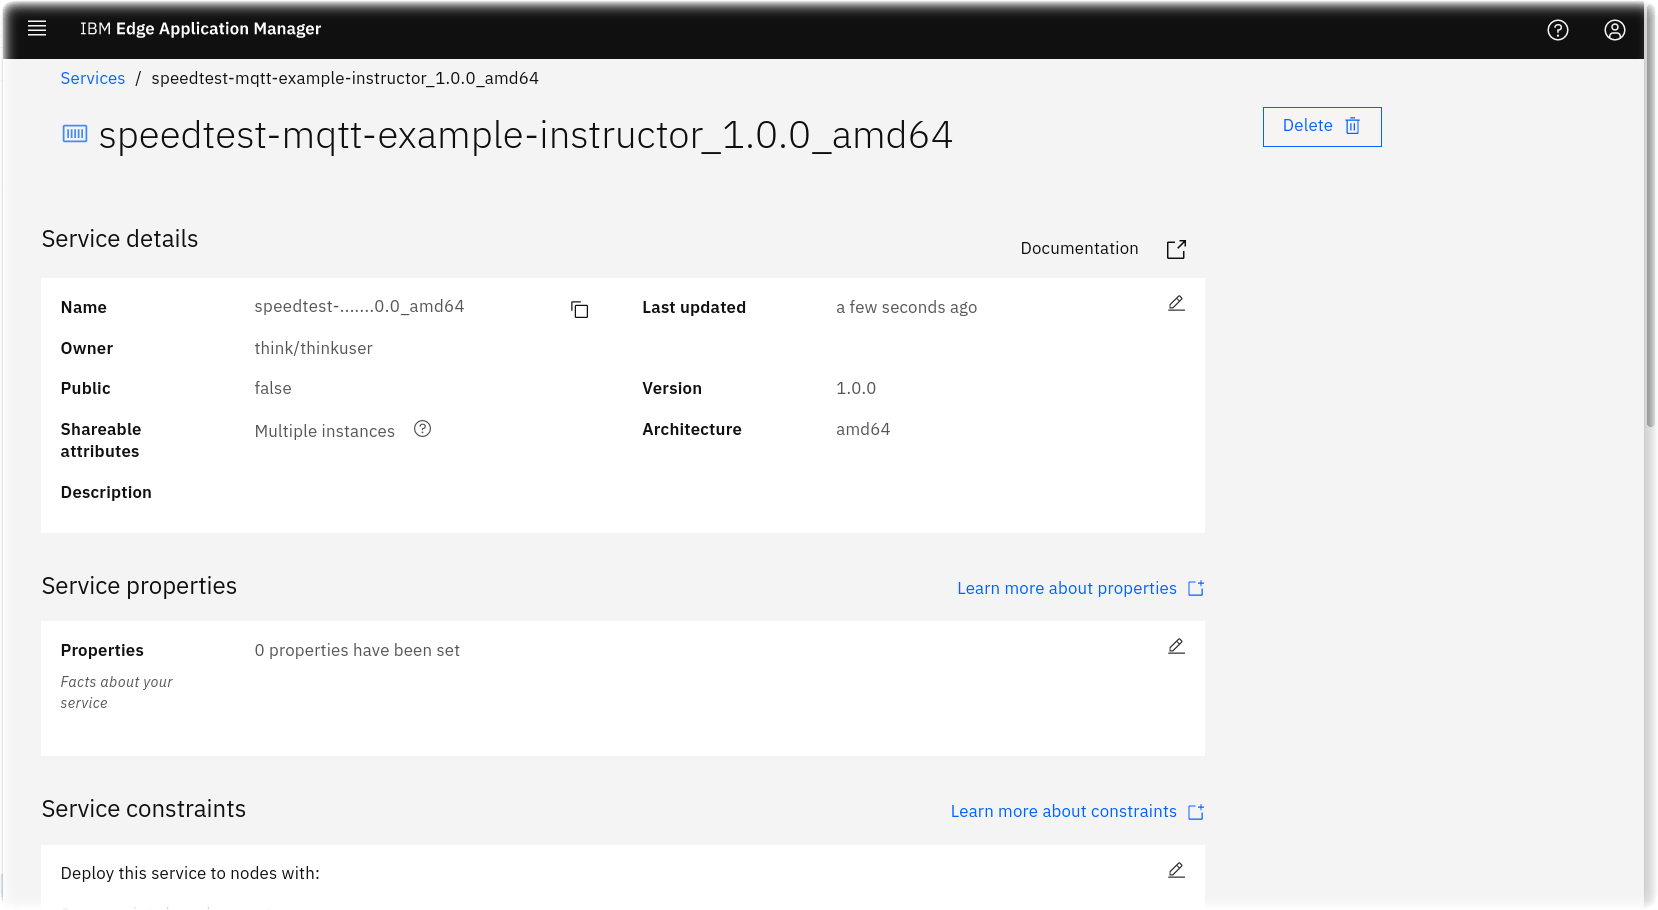 IBM Edge Application Manager
Services / speedtest-mqtt-example-instructor_1.0.0_amd64
speedtest-mqtt-example-instructor_1.0.0_amd64
Delete
Service details
Documentation
Name speedtest-.......0.0_amd64 Last updated a few seconds ago
Owner think/thinkuser
Public false Version 1.0.0
Shareable attributes Multiple instances Architecture amd64
Description
Service properties
Learn more about properties
Properties 0 properties have been set
Facts about your
service
Service constraints
Learn more about constraints
Deploy this service to nodes with: